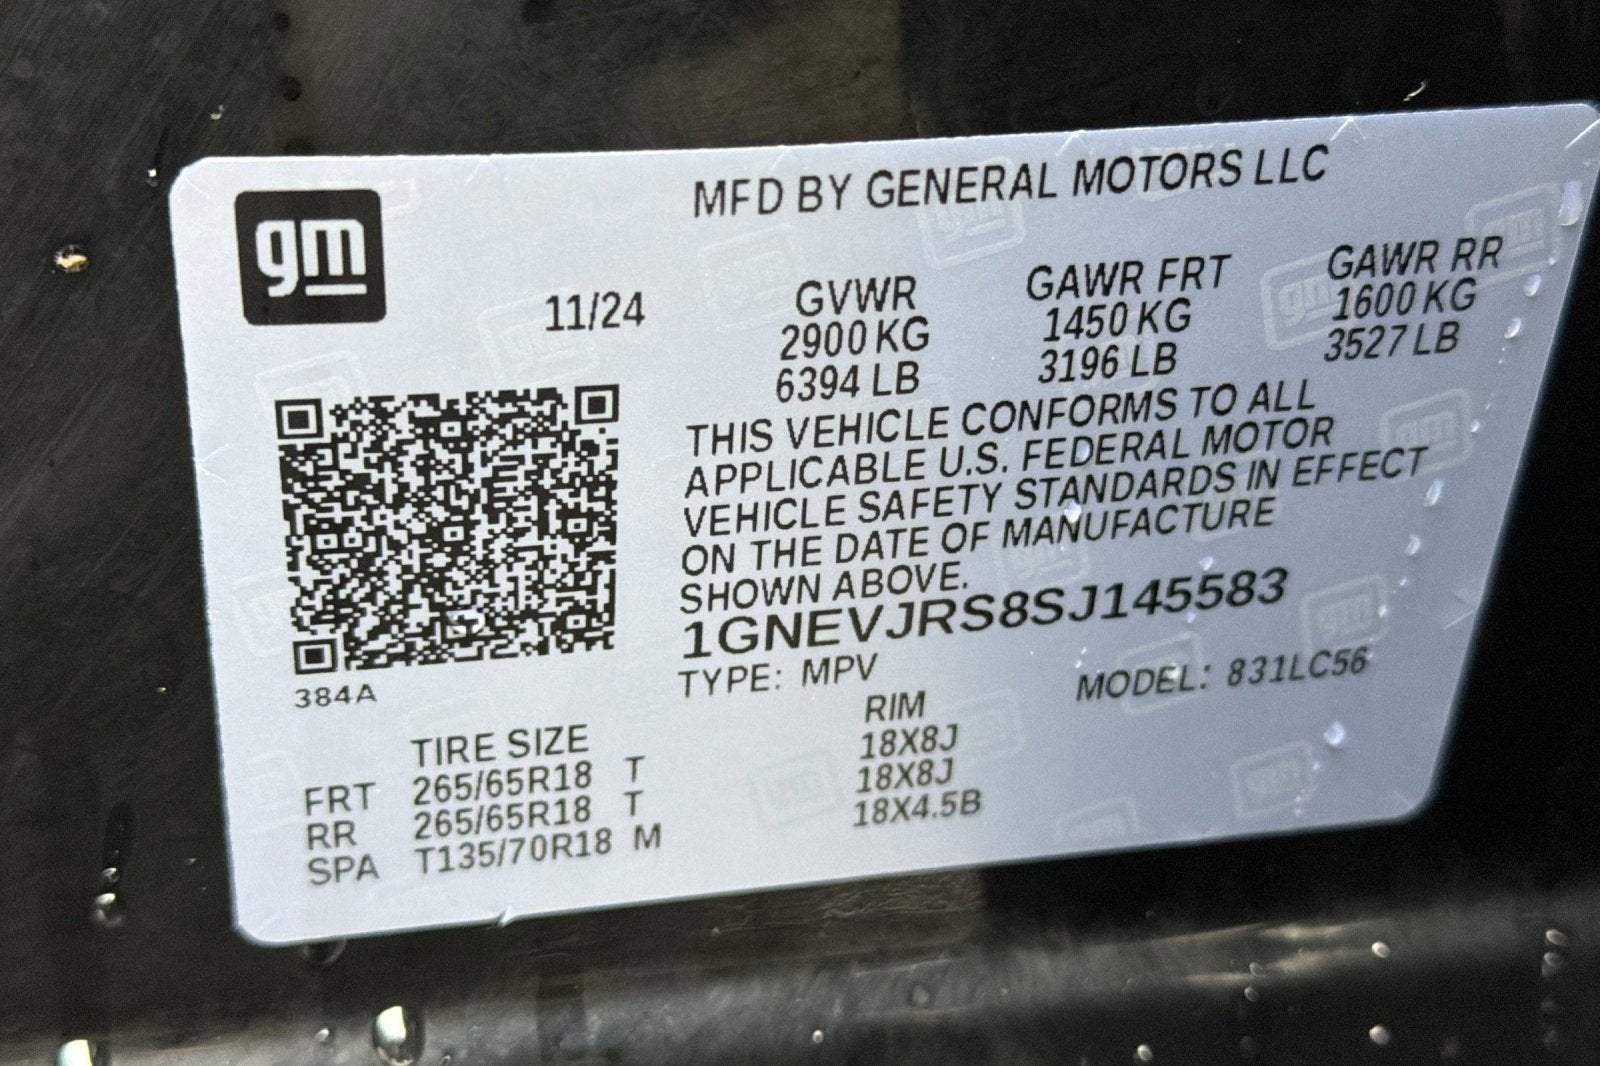 gm
MFD BY GENERAL MOTORS LLC
11/24
GVWR
2900 KG
6394 LB
GAWR FRT
1450 KG
3196 LB
GAWR RR
1600 KG
3527 LB
THIS VEHICLE CONFORMS TO ALL
APPLICABLE U.S. FEDERAL MOTOR
VEHICLE SAFETY STANDARDS IN EFFECT
ON THE DATE OF MANUFACTURE
SHOWN ABOVE.
1GNEVJRS8SJ145583
TYPE: MPV MODEL: 831LC56
384A
TIRE SIZE RIM
FRT 265/65R18 T 18X8J
RR 265/65R18 T 18X8J
SPA T135/70R18 M 18X4.5B